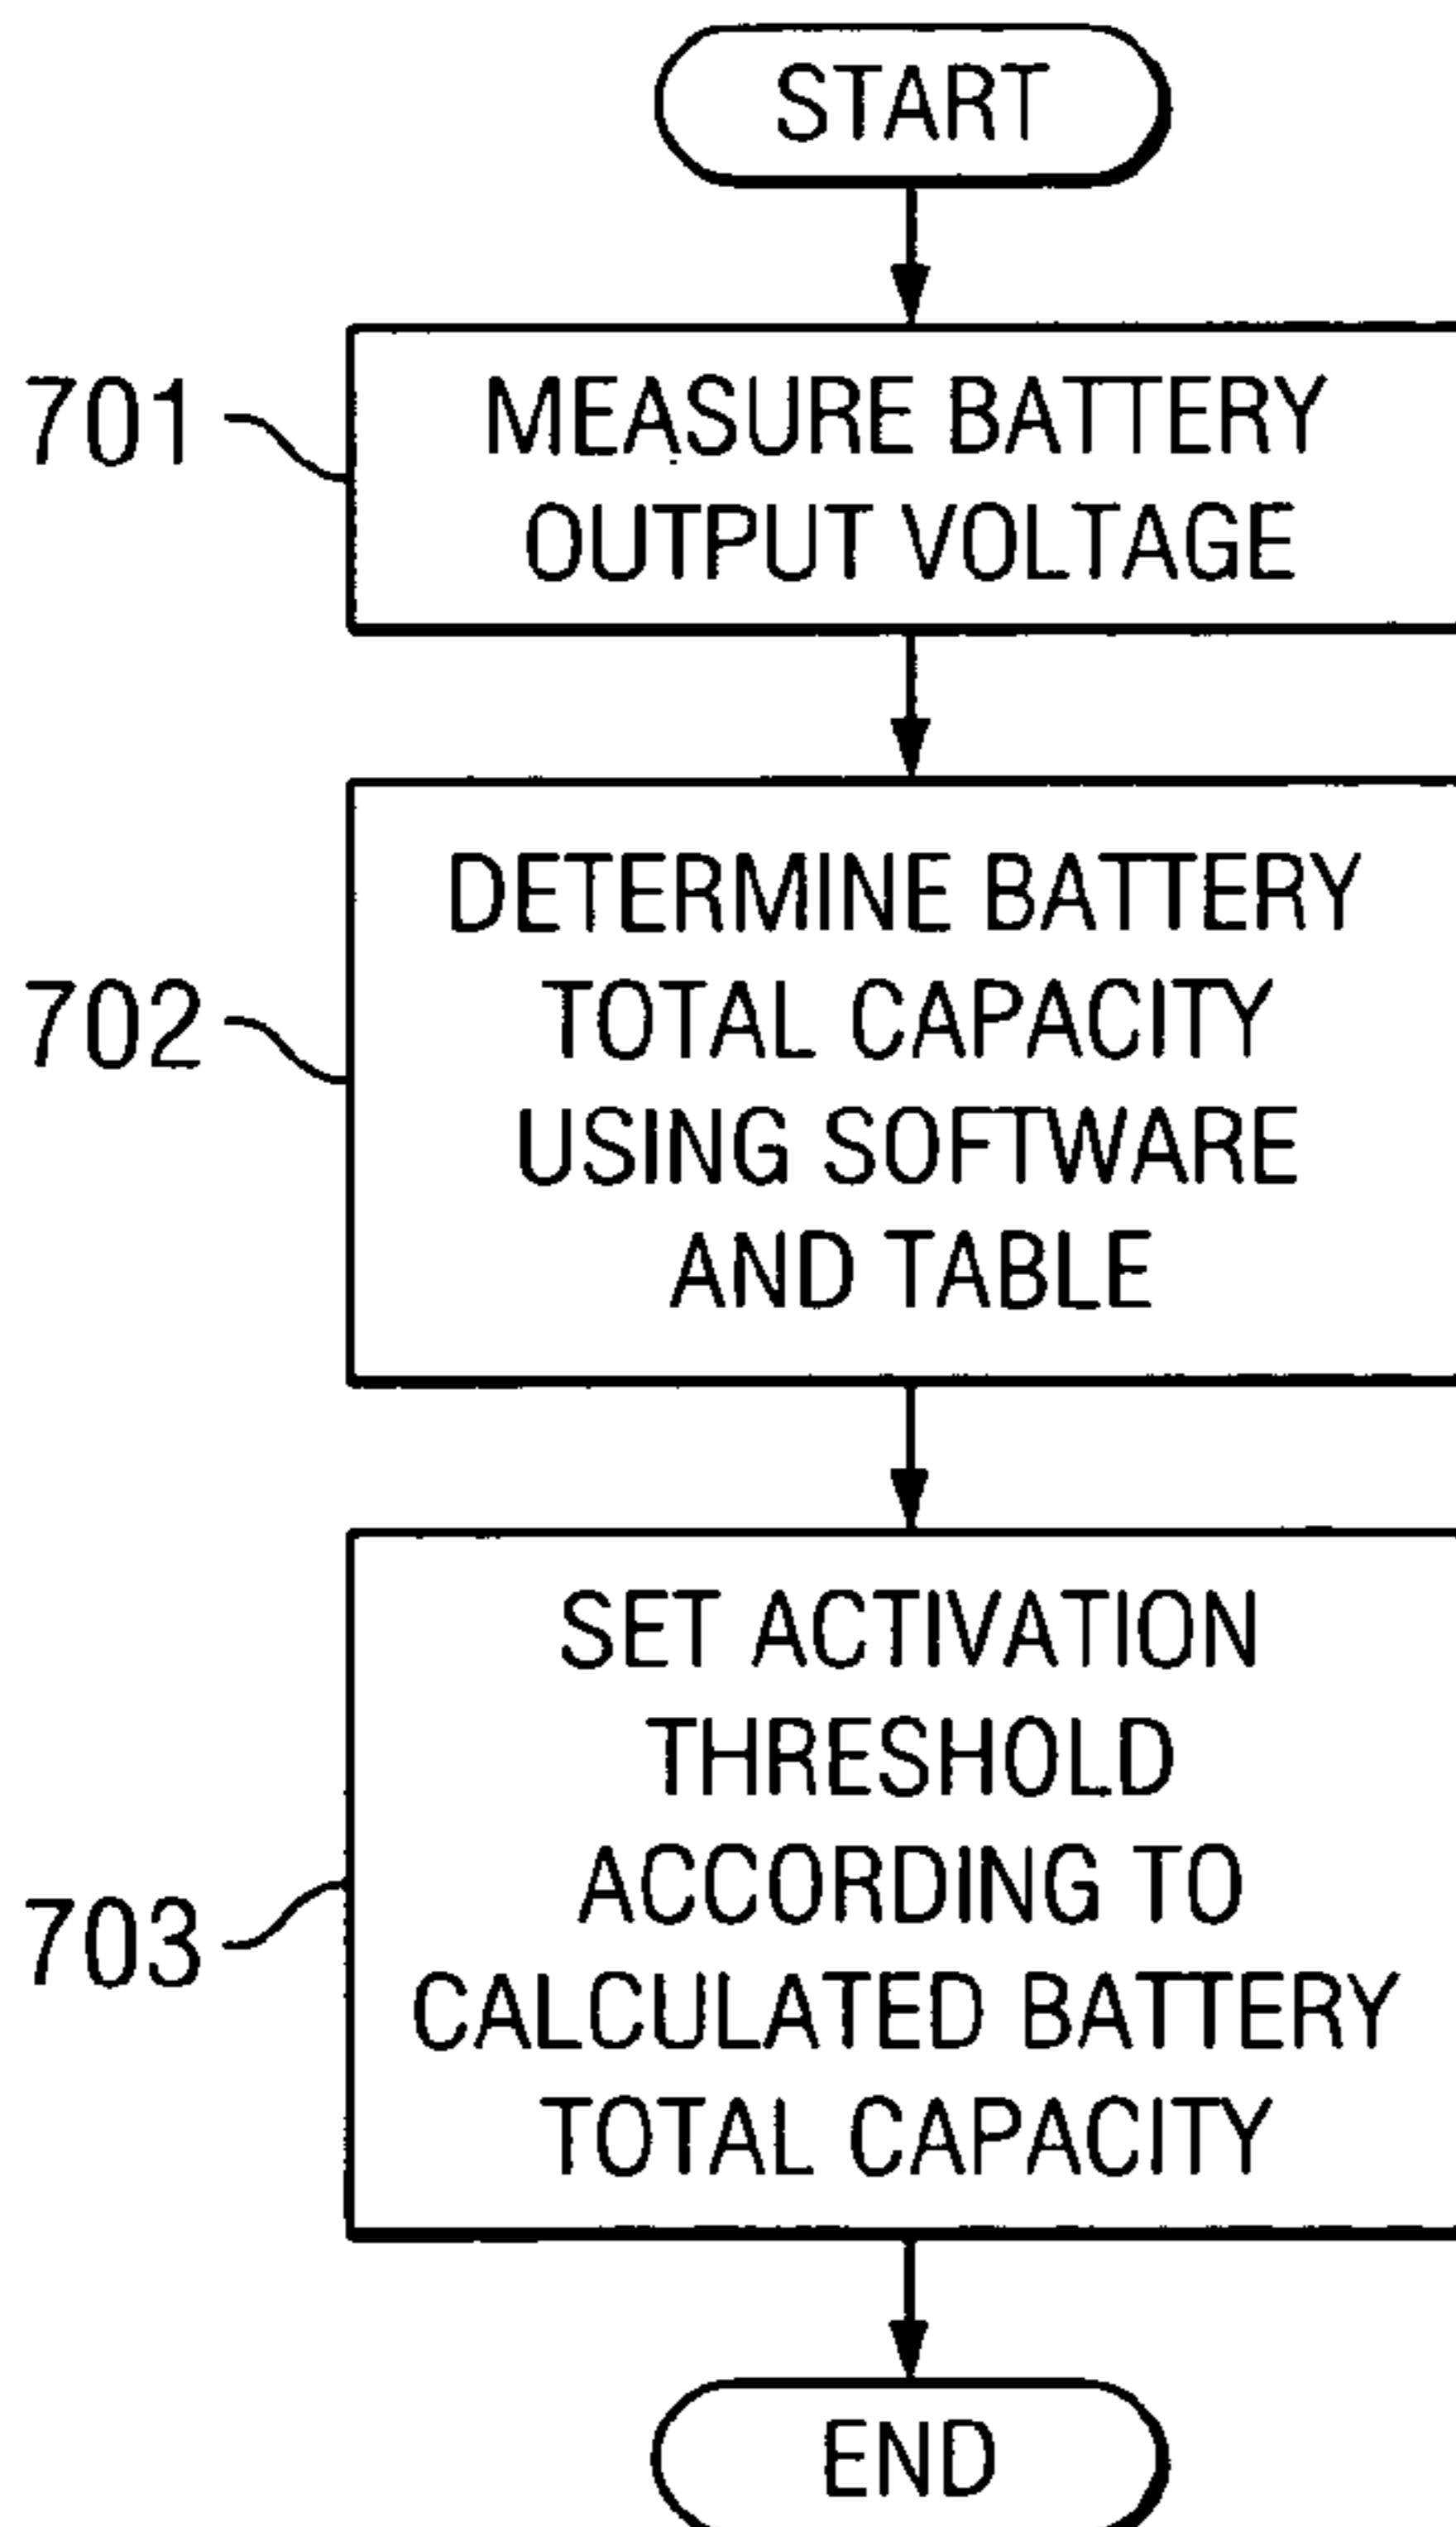 START
701
MEASURE BATTERY
OUTPUT VOLTAGE
702
DETERMINE BATTERY
TOTAL CAPACITY
USING SOFTWARE
AND TABLE
703
SET ACTIVATION
THRESHOLD
ACCORDING TO
CALCULATED BATTERY
TOTAL CAPACITY
END